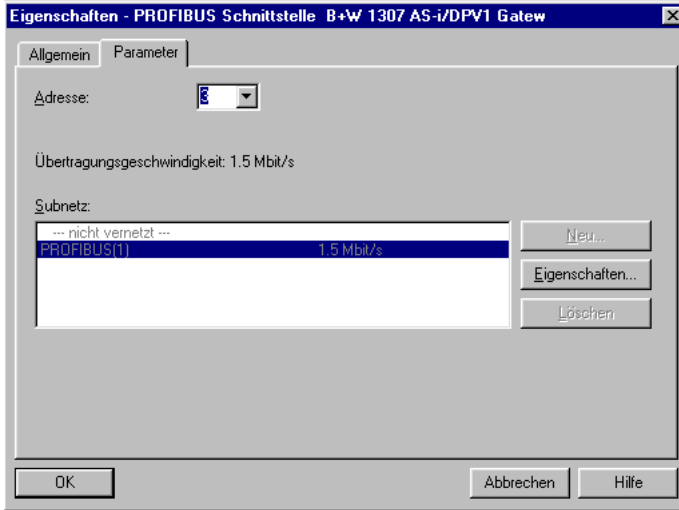 Eigenschaften - PROFIBUS Schnittstelle B+W 1307 AS-i/DPV1 Gatew
Allgemein Parameter
Adresse:
Übertragungsgeschwindigkeit: 1.5 Mbit/s
Subnetz:
--- nicht vernetzt ---
PROFIBUS(1) 1.5 Mbit/s
Neu...
Eigenschaften...
Löschen
OK Abbrechen Hilfe